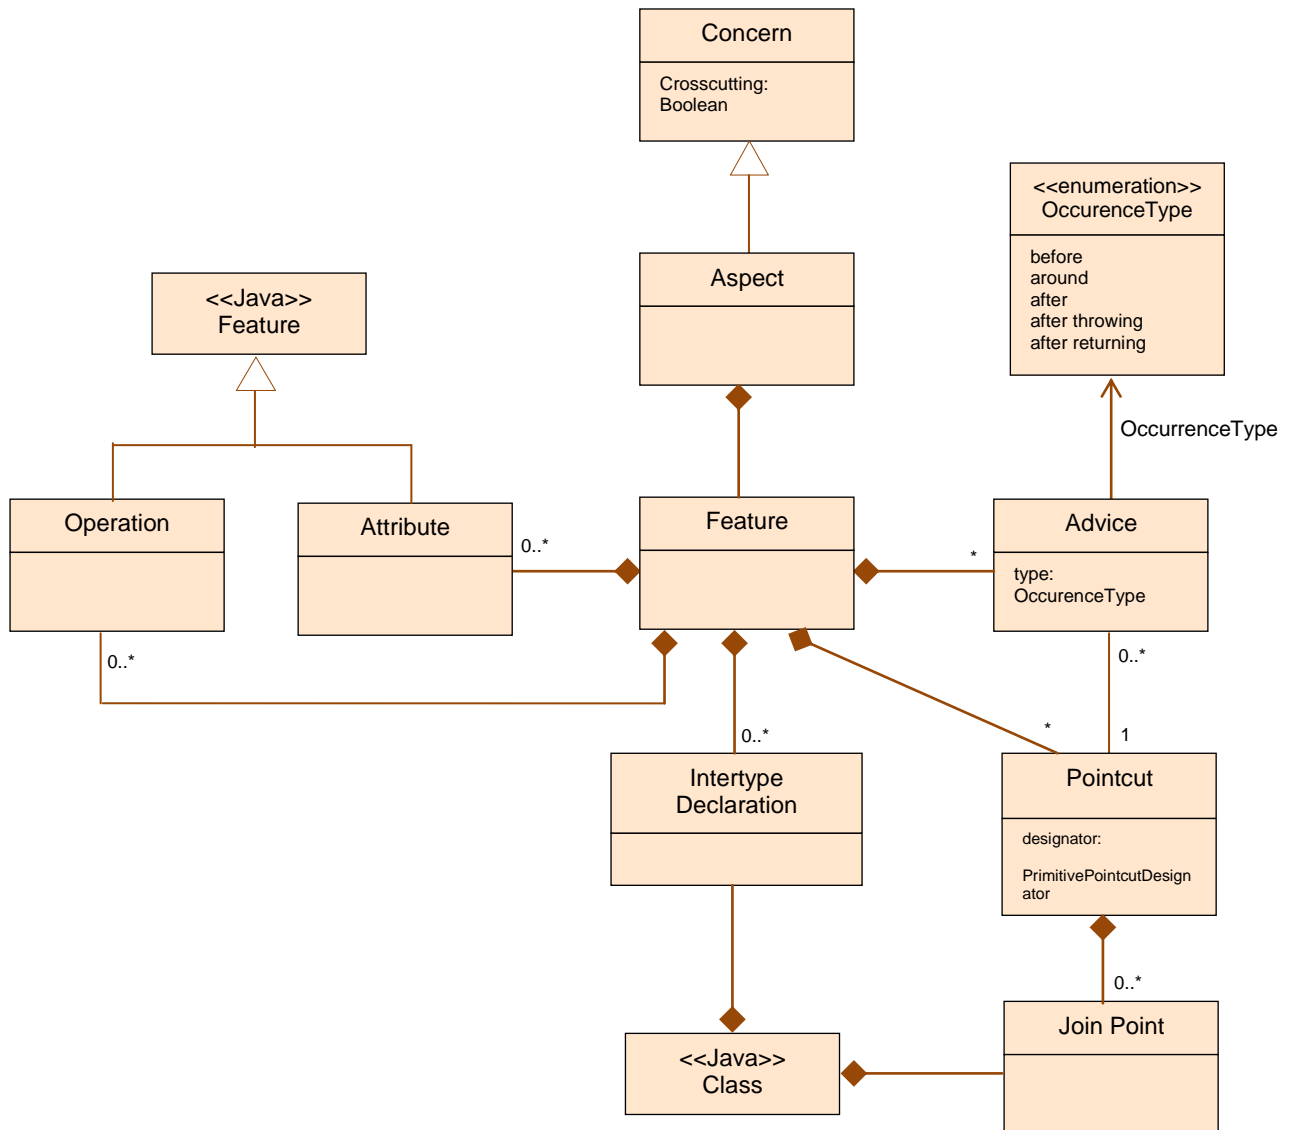 Concern
Crosscutting:
Boolean
<<enumeration>>
OccurenceType
before
around
after
after throwing
after returning
Aspect
<<Java>>
Feature
OccurrenceType
Operation
Attribute
0..*
Feature
*
Advice
type:
OccurenceType
0..*
0..*
0..*
*
1
Intertype
Declaration
Pointcut
designator:
PrimitivePointcutDesign
ator
0..*
Join Point
<<Java>>
Class